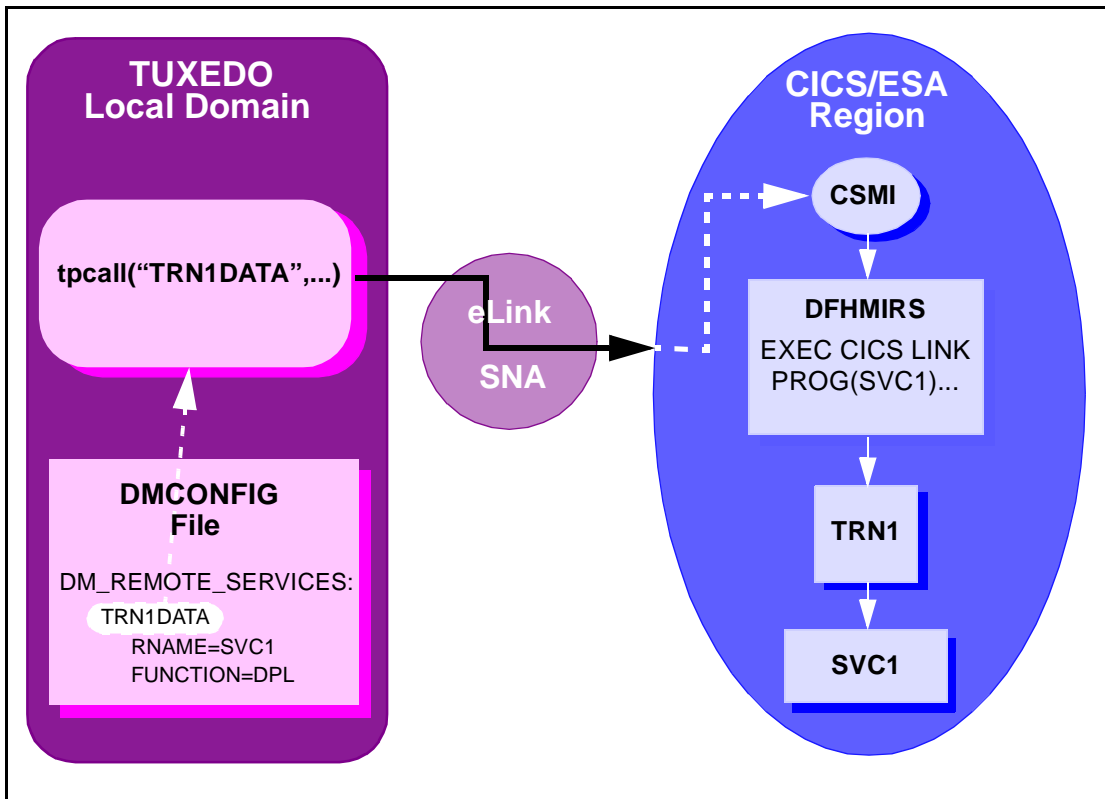 TUXEDO
Local Domain
tpcall(“TRN1DATA”,...)
DMCONFIG
File
DM_REMOTE_SERVICES:
TRN1DATA
RNAME=SVC1
FUNCTION=DPL
eLink
SNA
CICS/ESA
Region
CSMI
DFHMIRS
EXEC CICS LINK
PROG(SVC1)...
TRN1
SVC1